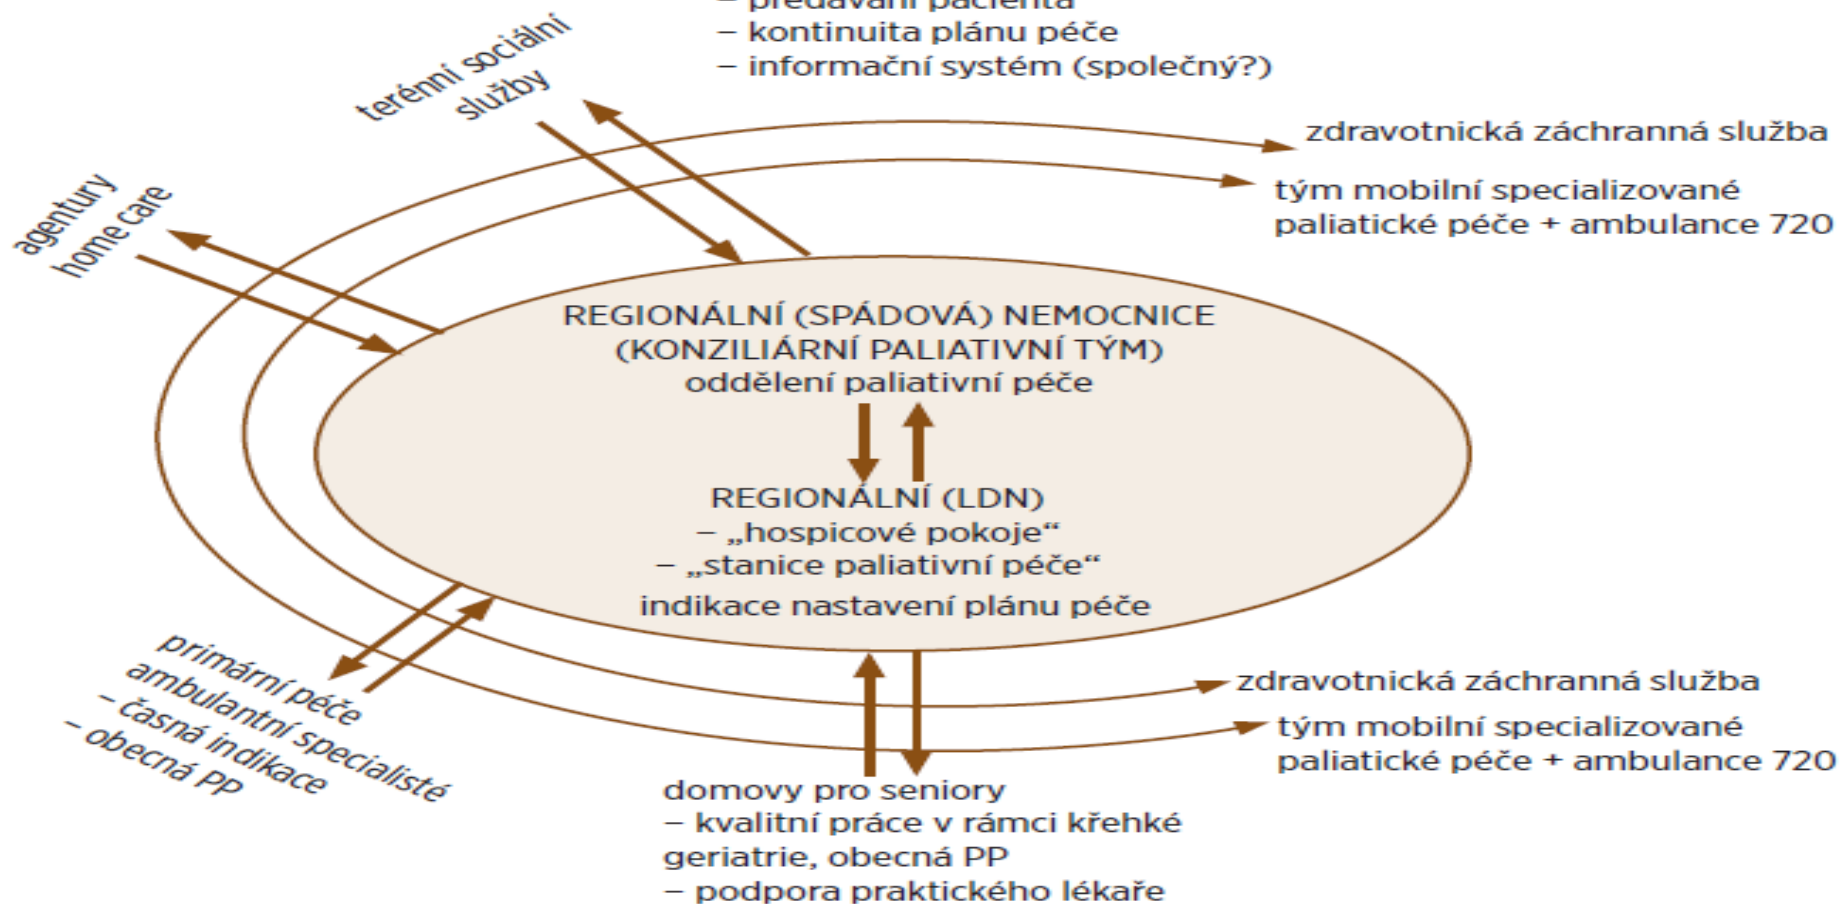 – předávání pacienta
– kontinuita plánu péče
– informační systém (společný?)
terénní sociální
služby
zdravotnická záchranná služba
tým mobilní specializované
paliatické péče + ambulance 720
agentury
home care
REGIONÁLNÍ (SPÁDOVÁ) NEMOCNICE
(KONZILIÁRNÍ PALIATIVNÍ TÝM)
oddělení paliativní péče
REGIONÁLNÍ (LDN)
– „hospicové pokoje“
– „stanice paliativní péče“
indikace nastavení plánu péče
primární péče
ambulantní specialisté
– časná indikace
– obecná PP
zdravotnická záchranná služba
tým mobilní specializované
paliatické péče + ambulance 720
domovy pro seniory
– kvalitní práce v rámci křehké
geriatrie, obecná PP
– podpora praktického lékaře